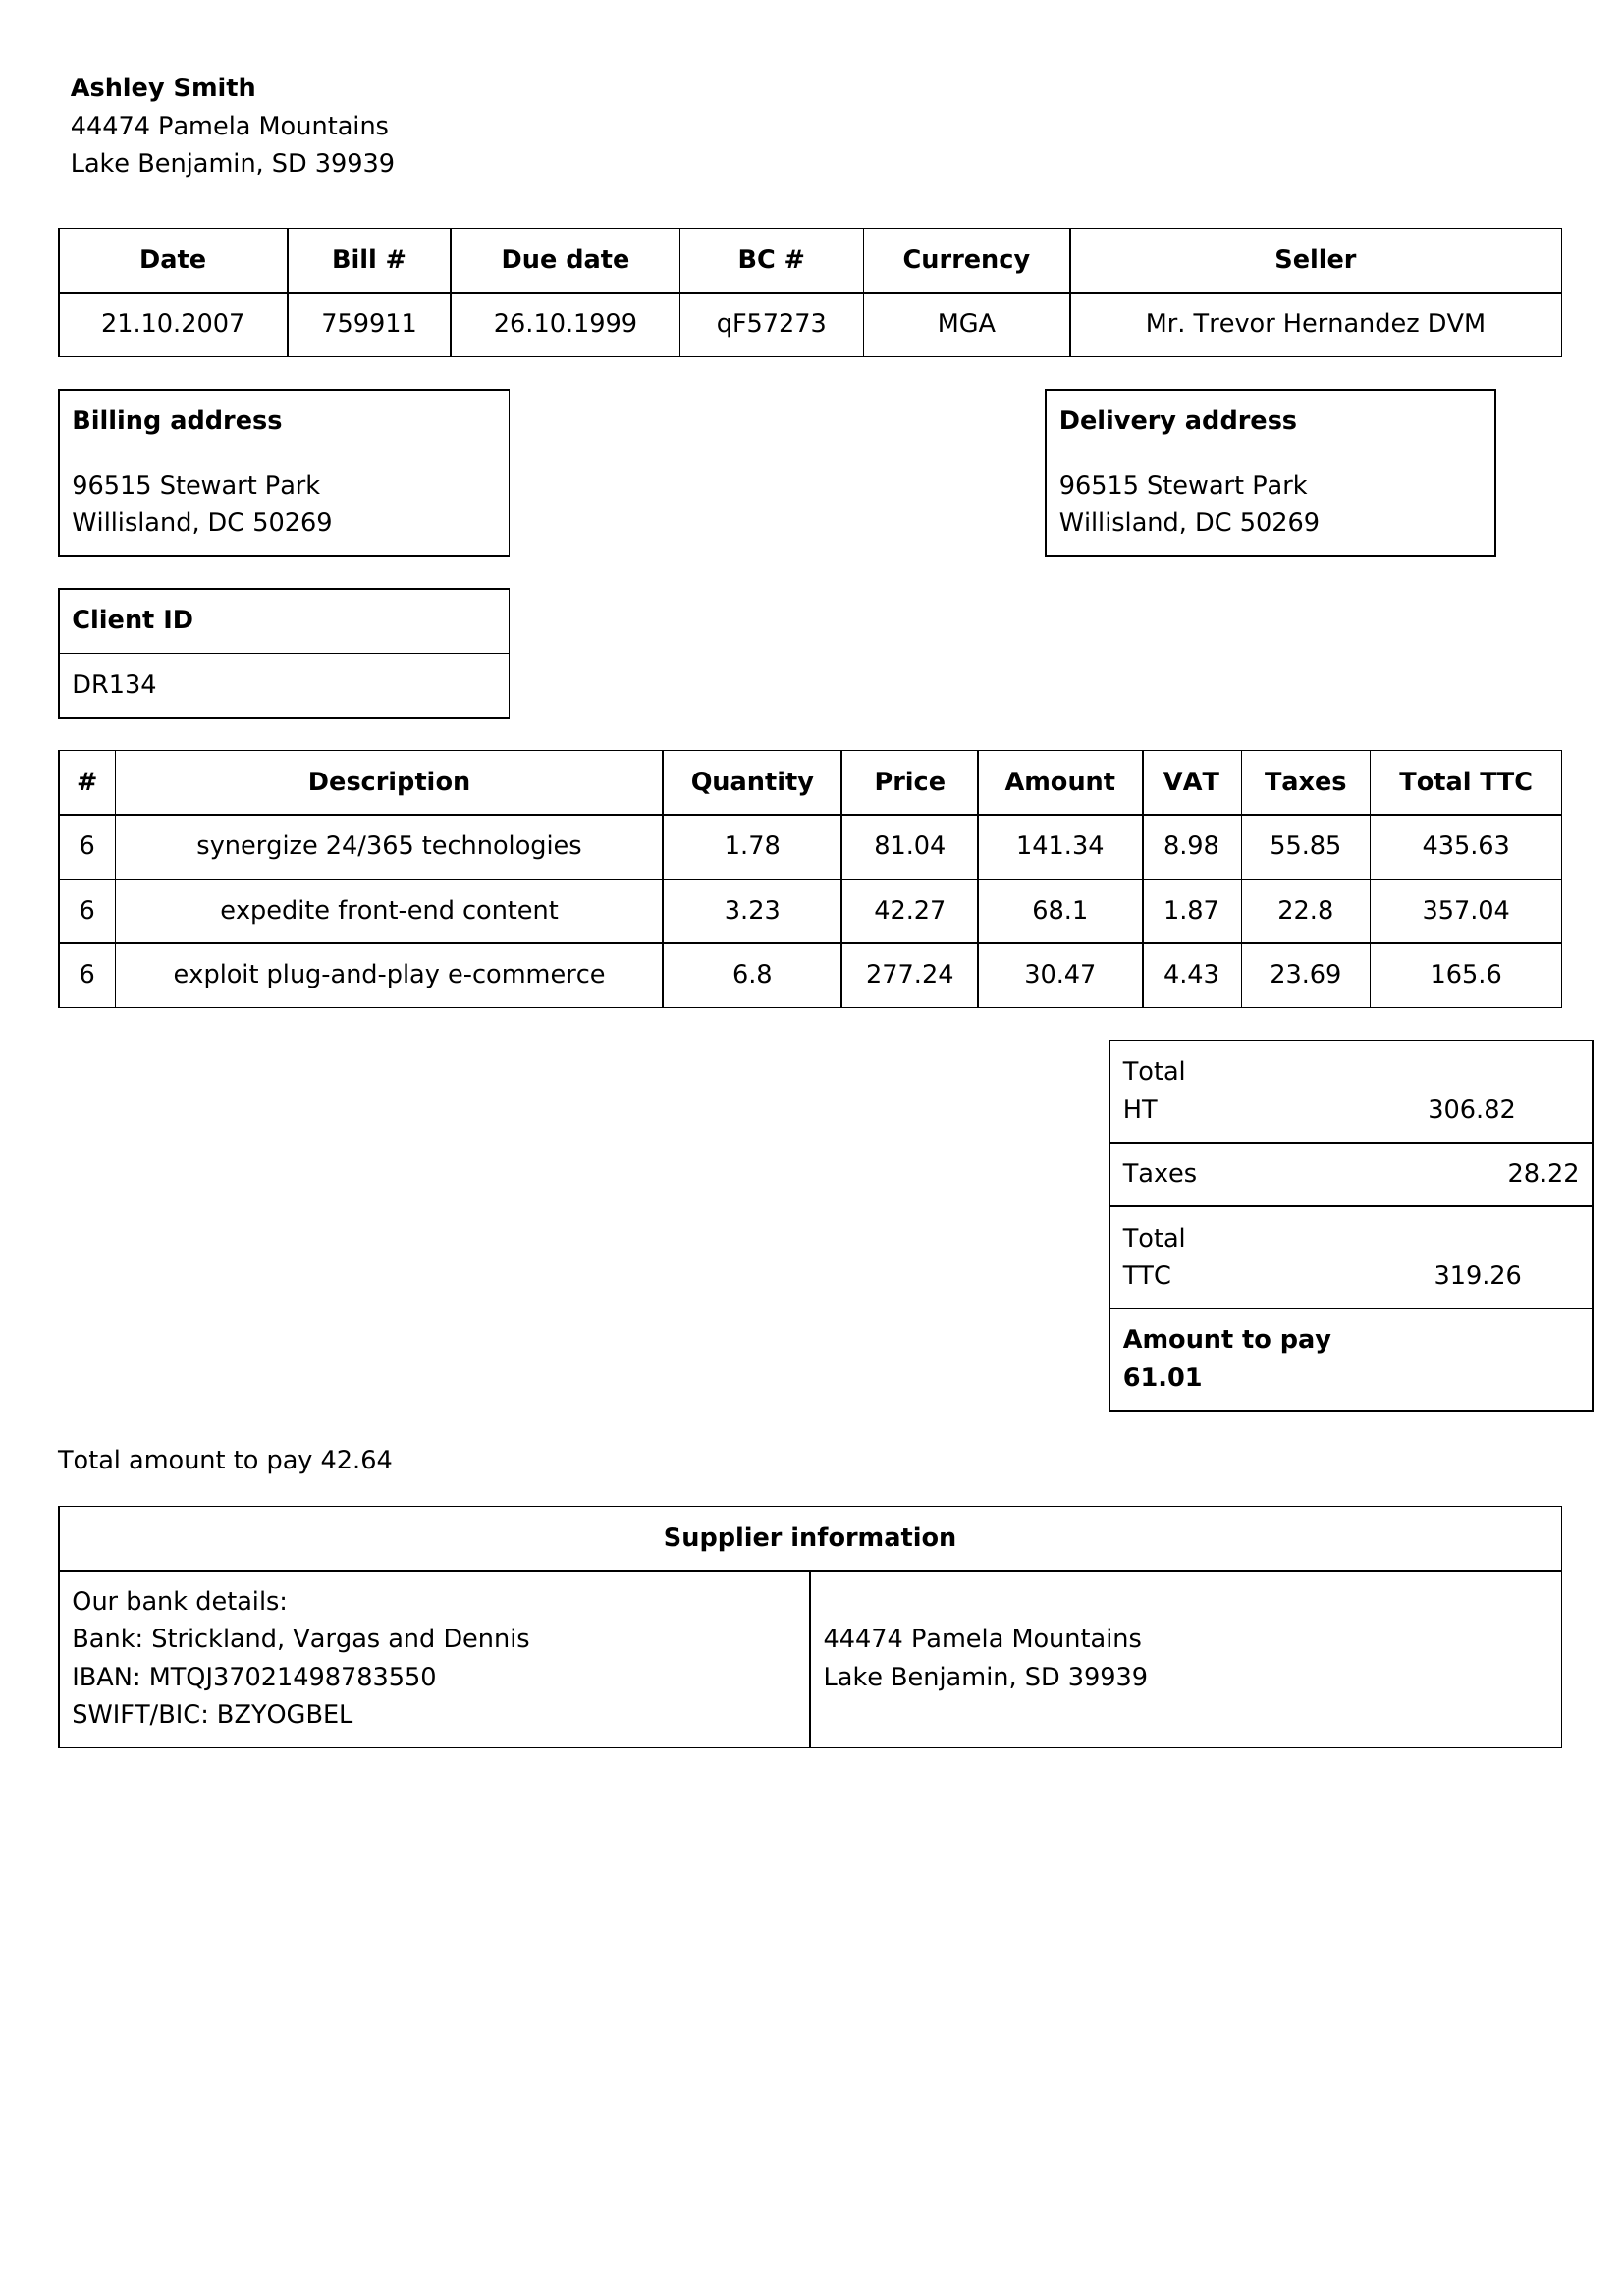 Ashley Smith
44474 Pamela Mountains
Lake Benjamin, SD 39939
Date Bill # Due date BC # Currency Seller
21.10.2007 759911 26.10.1999 qF57273 MGA Mr. Trevor Hernandez DVM
Billing address
96515 Stewart Park
Willisland, DC 50269
Delivery address
96515 Stewart Park
Willisland, DC 50269
Client ID
DR134
# Description Quantity Price Amount VAT Taxes Total TTC
6 synergize 24/365 technologies 1.78 81.04 141.34 8.98 55.85 435.63
6 expedite front-end content 3.23 42.27 68.1 1.87 22.8 357.04
6 exploit plug-and-play e-commerce 6.8 277.24 30.47 4.43 23.69 165.6
Total
HT 306.82
Taxes 28.22
Total
TTC 319.26
Amount to pay
61.01
Total amount to pay 42.64
Supplier information
Our bank details:
Bank: Strickland, Vargas and Dennis
IBAN: MTQJ37021498783550
SWIFT/BIC: BZYOGBEL
44474 Pamela Mountains
Lake Benjamin, SD 39939